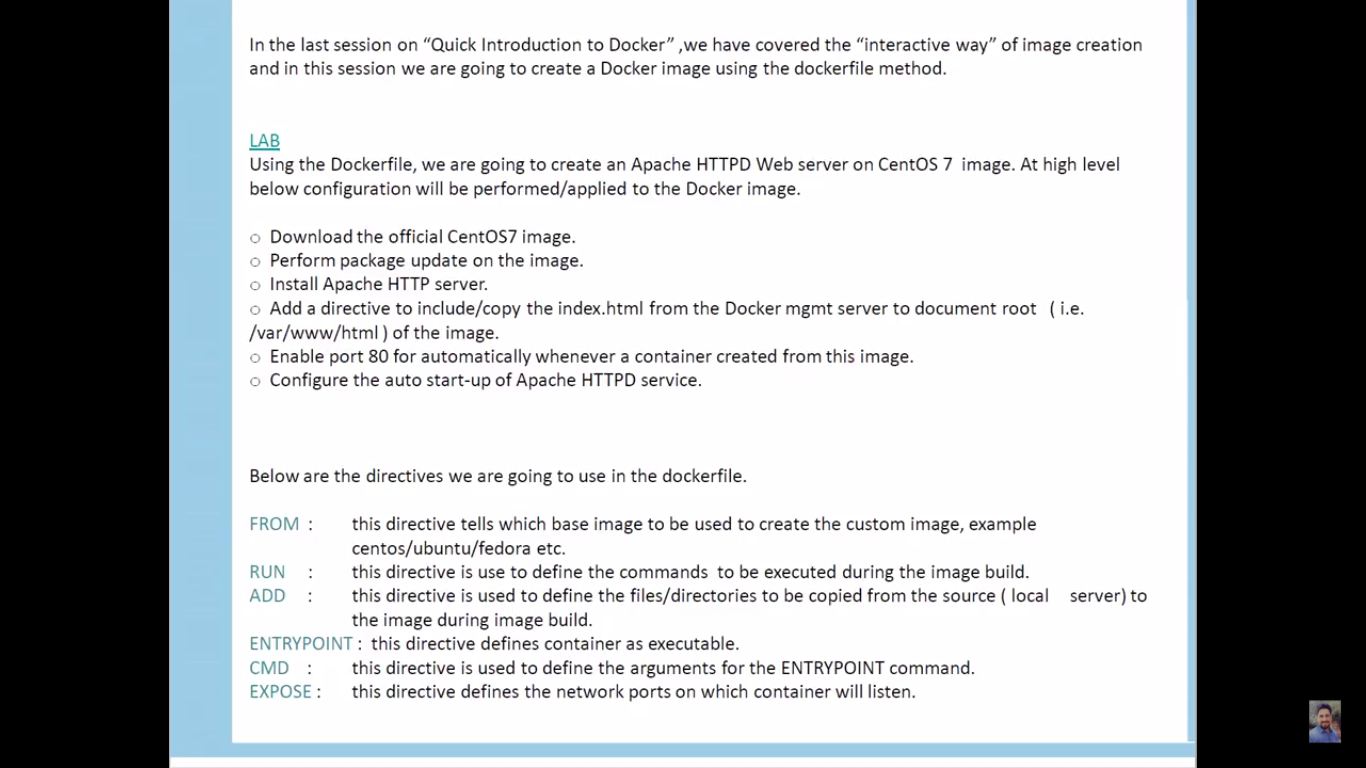 In the last session on “Quick Introduction to Docker” ,we have covered the “interactive way” of image creation
and in this session we are going to create a Docker image using the dockerfile method.
LAB
Using the Dockerfile, we are going to create an Apache HTTPD Web server on CentOS 7 image. At high level
below configuration will be performed/applied to the Docker image.
○ Download the official CentOS7 image.
○ Perform package update on the image.
○ Install Apache HTTP server.
○ Add a directive to include/copy the index.html from the Docker mgmt server to document root ( i.e.
/var/www/html ) of the image.
○ Enable port 80 for automatically whenever a container created from this image.
○ Configure the auto start-up of Apache HTTPD service.
Below are the directives we are going to use in the dockerfile.
FROM : this directive tells which base image to be used to create the custom image, example
centos/ubuntu/fedora etc.
RUN : this directive is use to define the commands to be executed during the image build.
ADD : this directive is used to define the files/directories to be copied from the source ( local server) to
the image during image build.
ENTRYPOINT : this directive defines container as executable.
CMD : this directive is used to define the arguments for the ENTRYPOINT command.
EXPOSE : this directive defines the network ports on which container will listen.